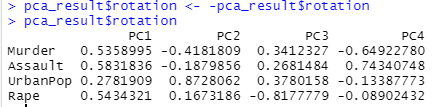 > pca_result$rotation <- -pca_result$rotation
> pca_result$rotation
PC1 PC2 PC3 PC4
Murder 0.5358995 -0.4181809 0.3412327 -0.64922780
Assault 0.5831836 -0.1879856 0.2681484 0.74340748
UrbanPop 0.2781909 0.8728062 0.3780158 -0.13387773
Rape 0.5434321 0.1673186 -0.8177779 -0.08902432